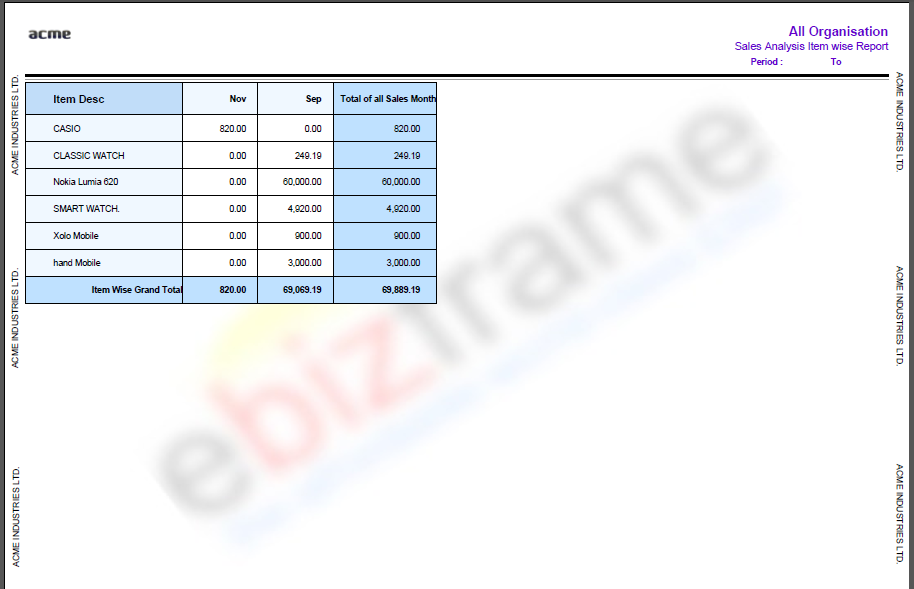 acme
All Organisation
Sales Analysis Item wise Report
Period : To
Item Desc Nov Sep Total of all Sales Month
CASIO 820.00 0.00 820.00
CLASSIC WATCH 0.00 249.19 249.19
Nokia Lumia 620 0.00 60,000.00 60,000.00
SMART WATCH. 0.00 4,920.00 4,920.00
Xolo Mobile 0.00 900.00 900.00
hand Mobile 0.00 3,000.00 3,000.00
Item Wise Grand Total 820.00 69,069.19 69,889.19
ACME INDUSTRIES LTD.
ACME INDUSTRIES LTD.
ACME INDUSTRIES LTD.
ACME INDUSTRIES LTD.
ACME INDUSTRIES LTD.
ACME INDUSTRIES LTD.
ebizframe